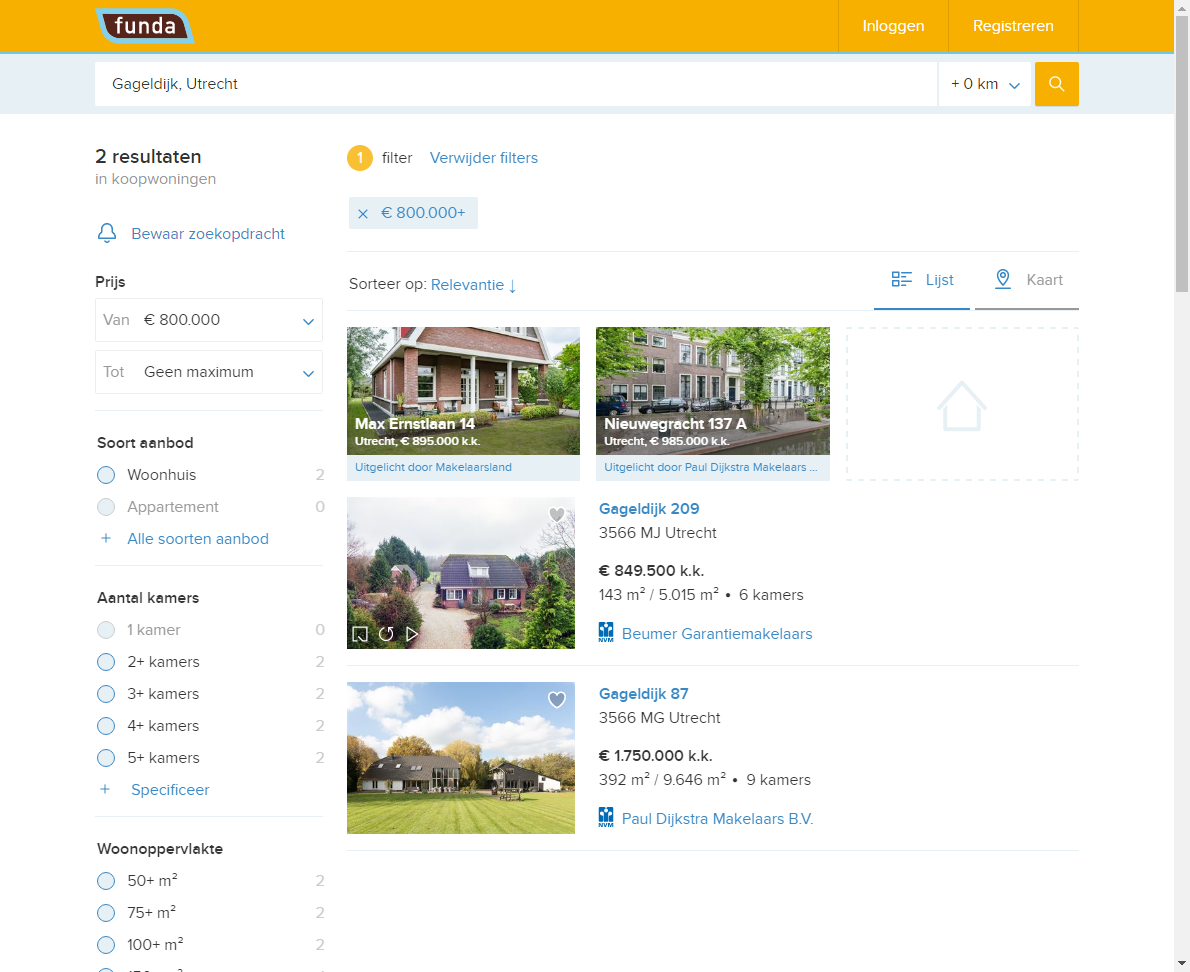 funda
Inloggen
Registreren
Gageldijk, Utrecht
+ 0 km
2 resultaten
in koopwoningen
Bewaar zoekopdracht
Prijs
Van € 800.000
Tot Geen maximum
Soort aanbod
Woonhuis 2
Appartement 0
+ Alle soorten aanbod
Aantal kamers
1 kamer 0
2+ kamers 2
3+ kamers 2
4+ kamers 2
5+ kamers 2
+ Specificeer
Woonoppervlakte
50+ m² 2
75+ m² 2
100+ m² 2
1 filter Verwijder filters
× € 800.000+
Sorteer op: Relevantie ↓
Lijst
Kaart
Max Ernstlaan 14
Utrecht, € 895.000 k.k.
Uitgelicht door Makelaarsland
Nieuwegracht 137 A
Utrecht, € 985.000 k.k.
Uitgelicht door Paul Dijkstra Makelaars ...
Gageldijk 209
3566 MJ Utrecht
€ 849.500 k.k.
143 m² / 5.015 m² • 6 kamers
NVM Beumer Garantiemakelaars
Gageldijk 87
3566 MG Utrecht
€ 1.750.000 k.k.
392 m² / 9.646 m² • 9 kamers
NVM Paul Dijkstra Makelaars B.V.